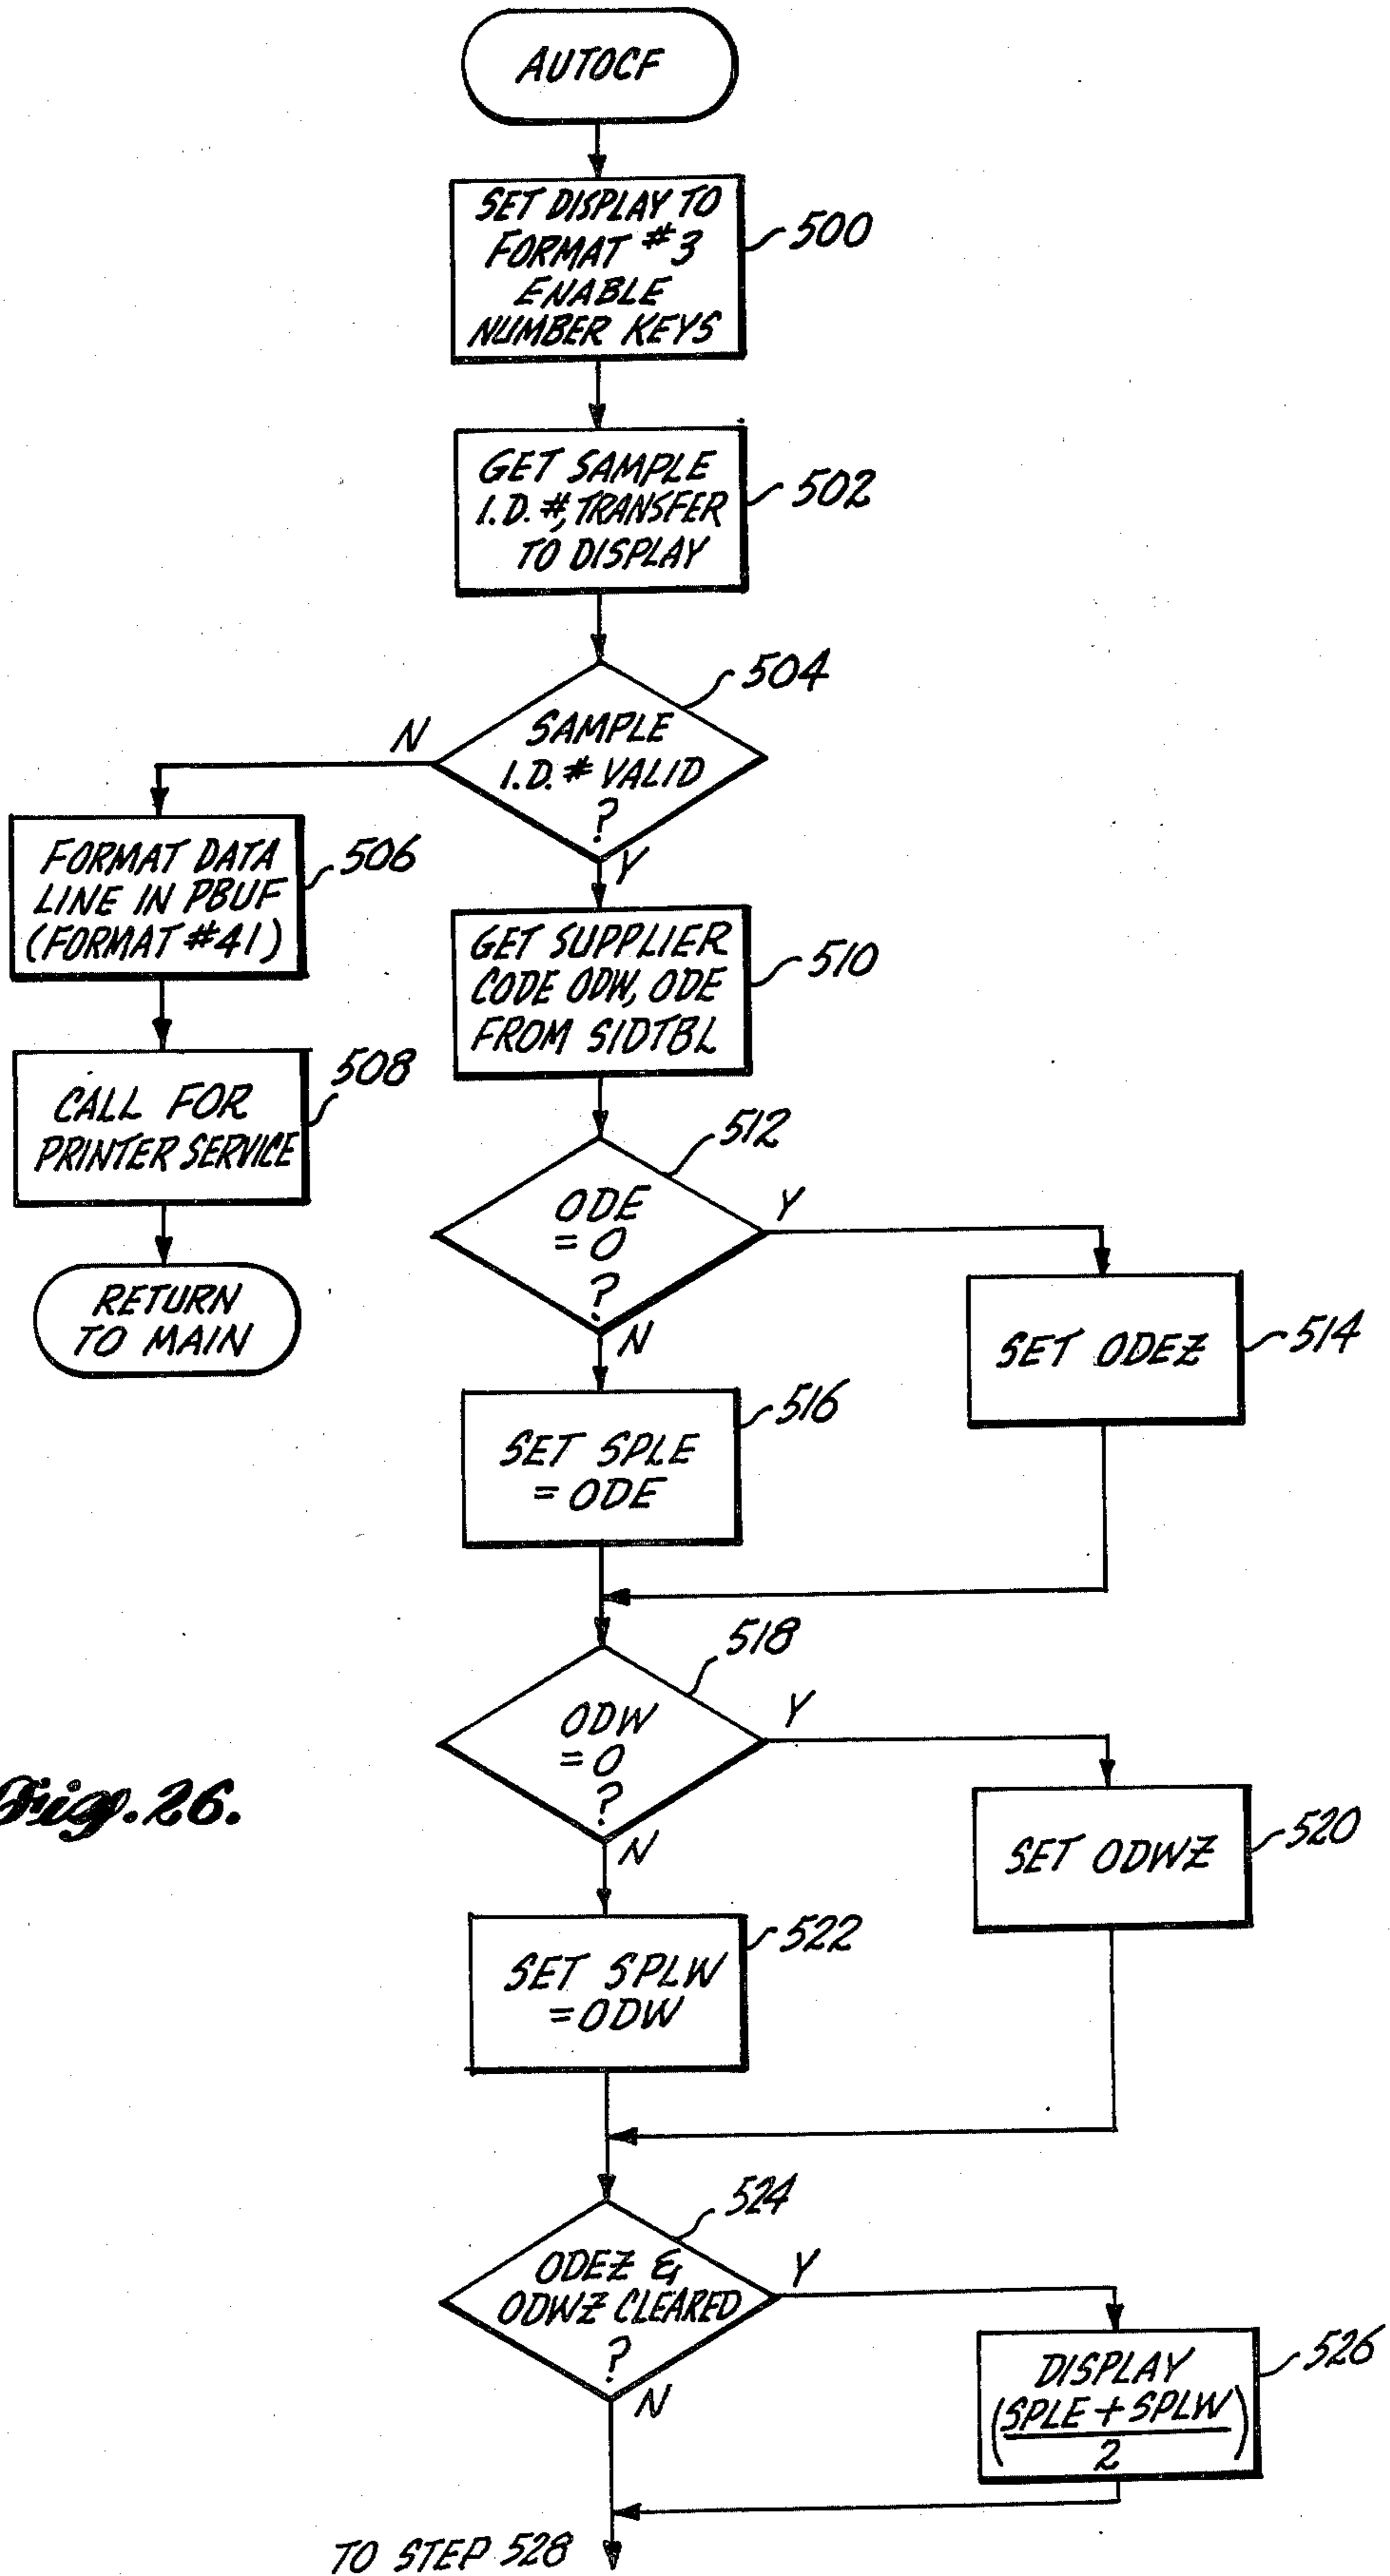 AUTOCF
SET DISPLAY TO
FORMAT #3
ENABLE
NUMBER KEYS
500
GET SAMPLE
I.D. #, TRANSFER
TO DISPLAY
502
504
SAMPLE
I.D. # VALID
?
N
Y
FORMAT DATA
LINE IN PBUF
(FORMAT #41)
506
CALL FOR
PRINTER SERVICE
508
RETURN
TO MAIN
GET SUPPLIER
CODE ODW, ODE
FROM SIDTBL
510
512
ODE
= 0
?
Y
N
SET ODEZ
514
SET SPLE
= ODE
516
518
ODW
= 0
?
Y
N
SET ODWZ
520
SET SPLW
= ODW
522
524
ODEZ &
ODWZ CLEARED
?
Y
N
DISPLAY
(SPLE + SPLW
2)
526
TO STEP 528
Fig. 26.